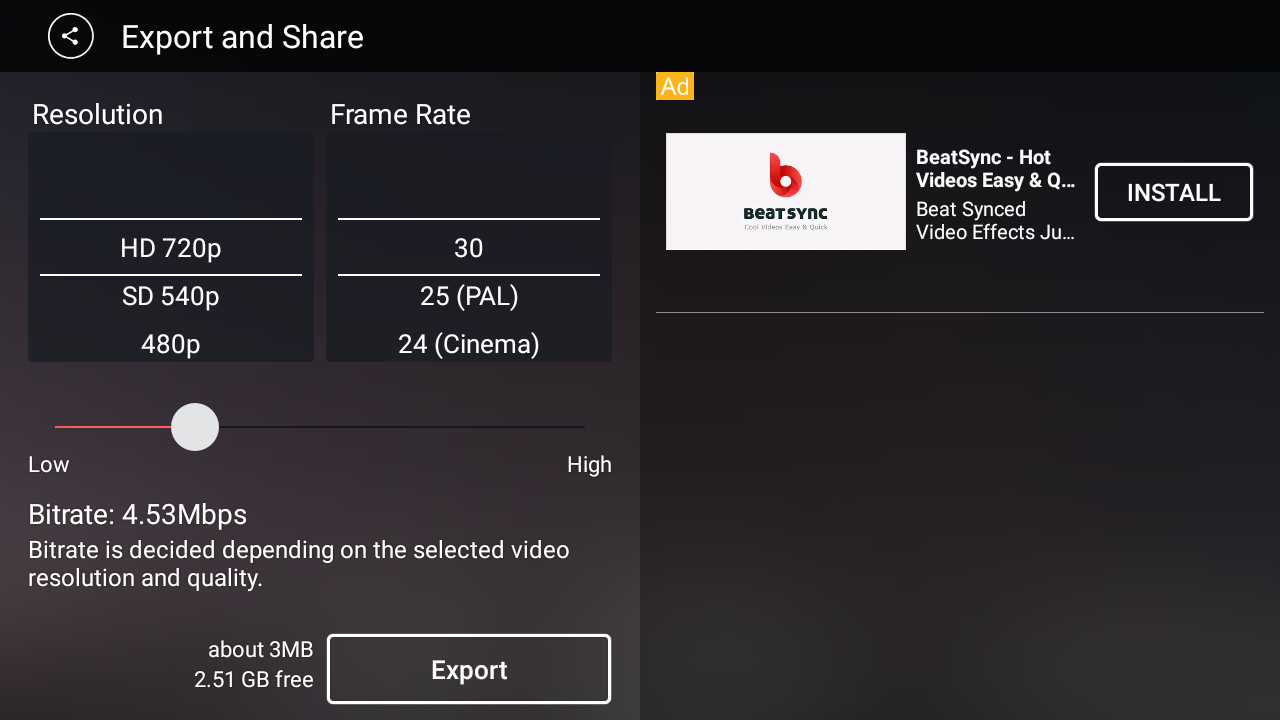 Export and Share
Resolution
Frame Rate
HD 720p
SD 540p
480p
30
25 (PAL)
24 (Cinema)
Low
High
Bitrate: 4.53Mbps
Bitrate is decided depending on the selected video
resolution and quality.
about 3MB
2.51 GB free
Export
Ad
BEATSYNC
Cool Videos Easy & Quick
BeatSync - Hot
Videos Easy & Q...
Beat Synced
Video Effects Ju...
INSTALL